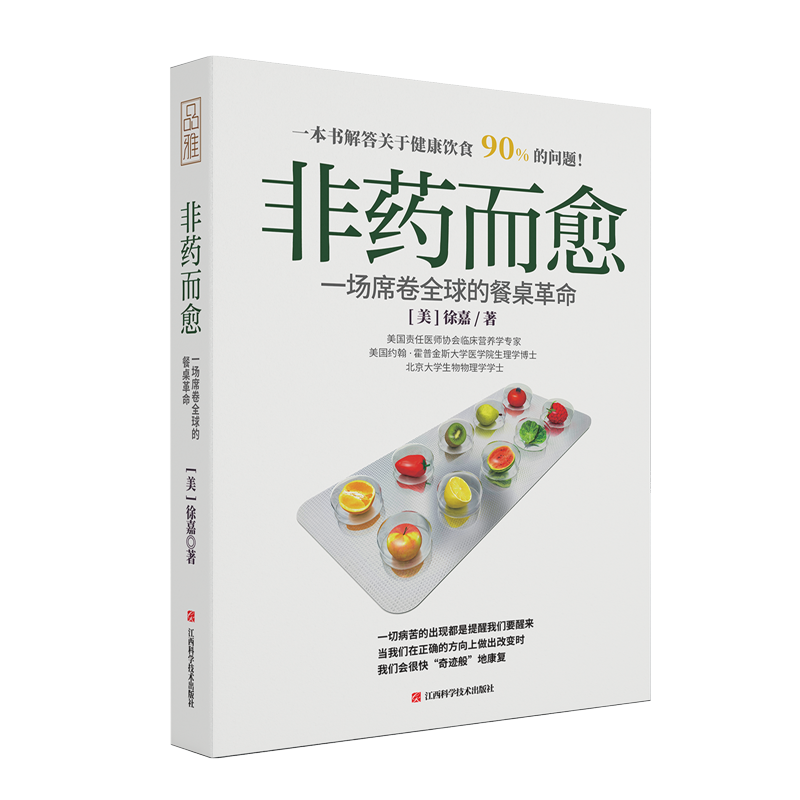 一本书解答关于健康饮食 90% 的问题！
非药而愈
一场席卷全球的餐桌革命
[美]徐嘉/著
美国责任医师协会临床营养学专家
美国约翰·霍普金斯大学医学院生理学博士
北京大学生物物理学学士
一切病苦的出现都是提醒我们要醒来
当我们在正确的方向上做出改变时
我们会很快“奇迹般”地康复
江西科学技术出版社
品雅
非药而愈
一场席卷全球的
餐桌革命
[美]徐嘉◎著
江西科学技术出版社